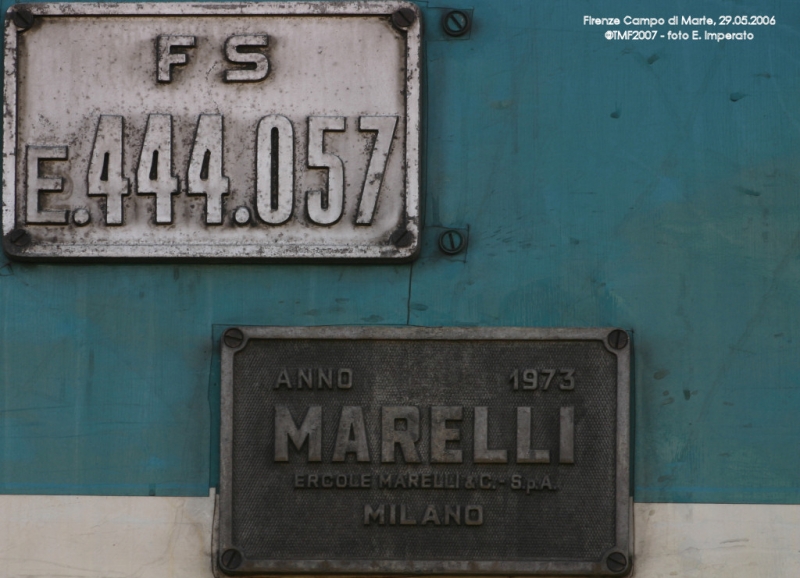 Firenze Campo di Marte, 29.05.2006
©TMF2007 - foto E. Imperato
FS
E.444.057
ANNO 1973
MARELLI
ERCOLE MARELLI & C.- S.p.A.
MILANO